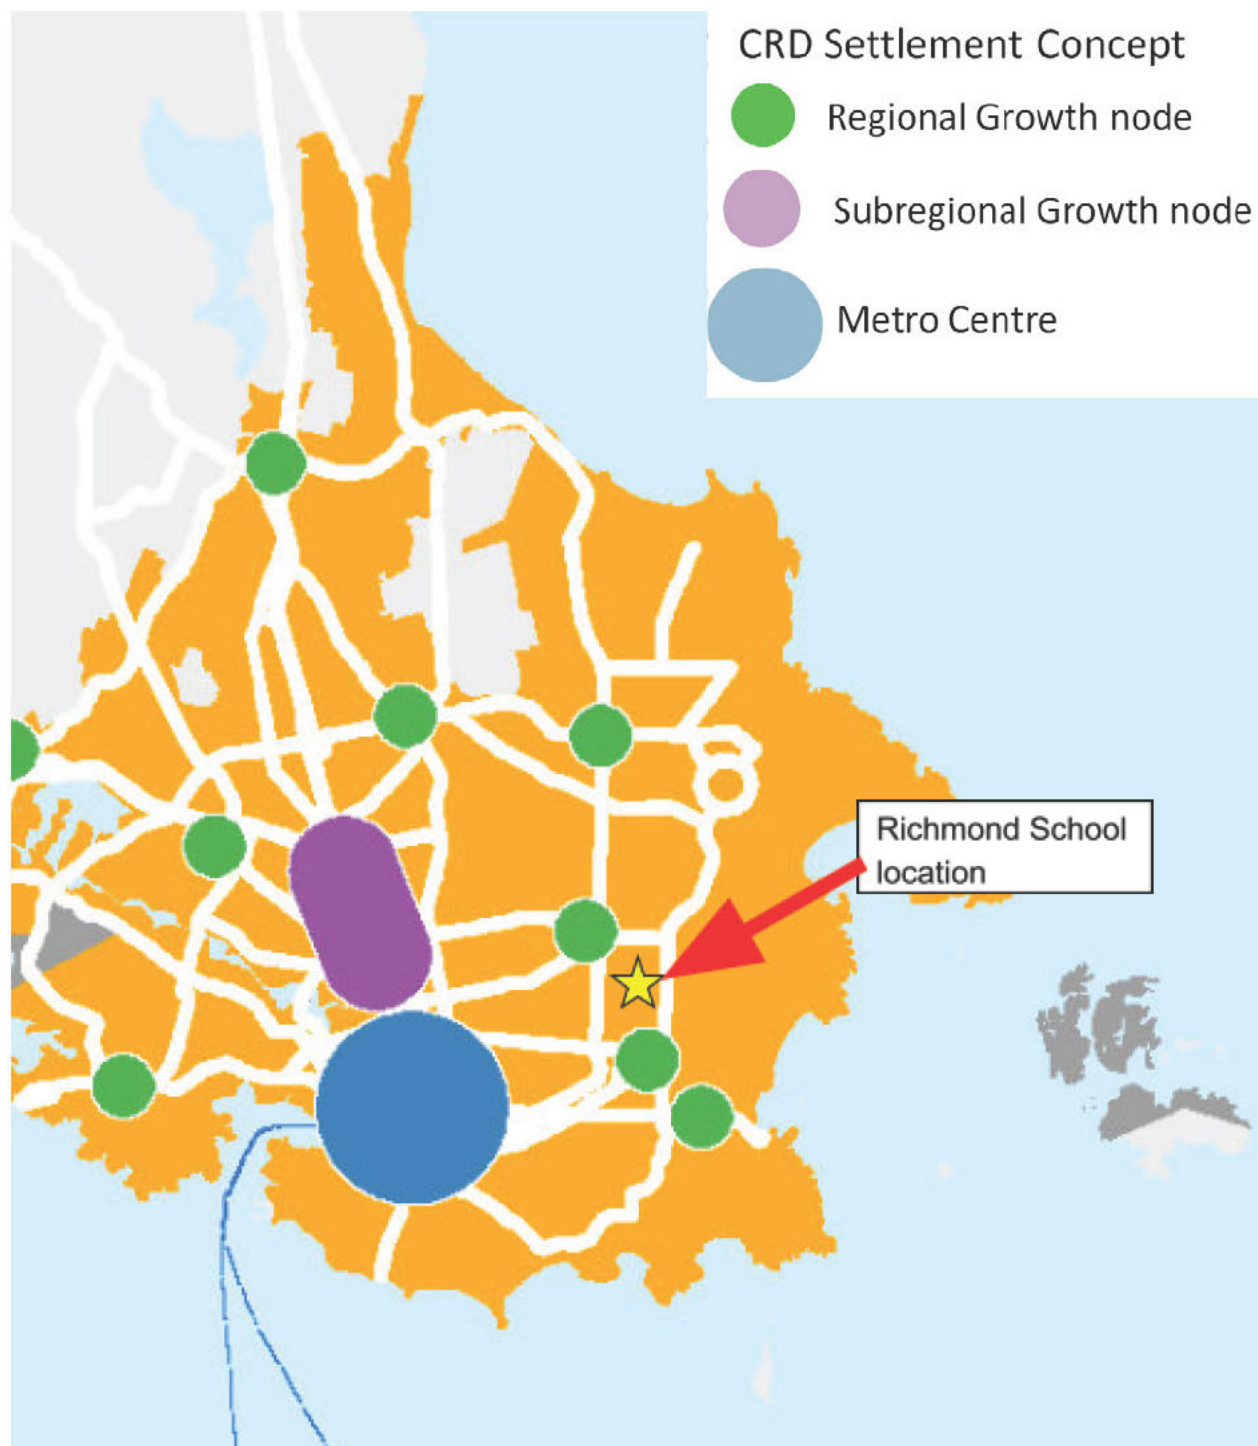 CRD Settlement Concept
Regional Growth node
Subregional Growth node
Metro Centre
Richmond School
location